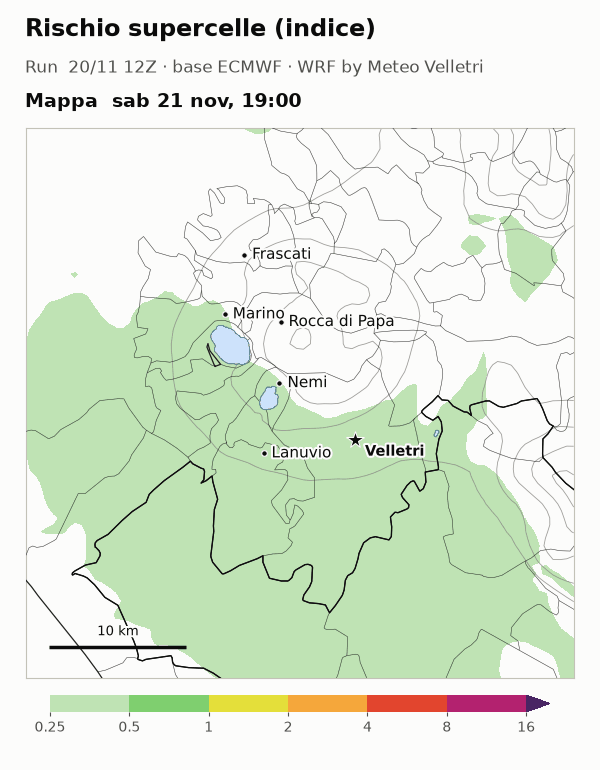 Rischio supercelle (indice)
Run  20/11 12Z · base ECMWF · WRF by Meteo Velletri
Mappa  sab 21 nov, 19:00
Frascati
Marino
Rocca di Papa
Nemi
Velletri
Lanuvio
10 km
0.25 0.5 1 2 4 8 16